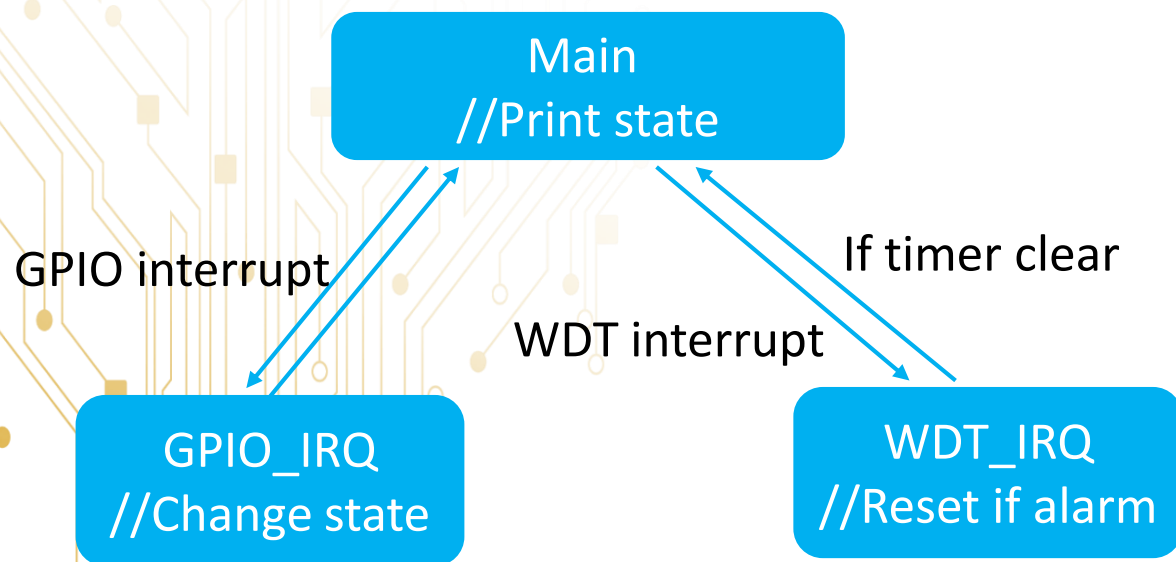 Main
//Print state
GPIO interrupt
If timer clear
WDT interrupt
GPIO_IRQ
//Change state
WDT_IRQ
//Reset if alarm